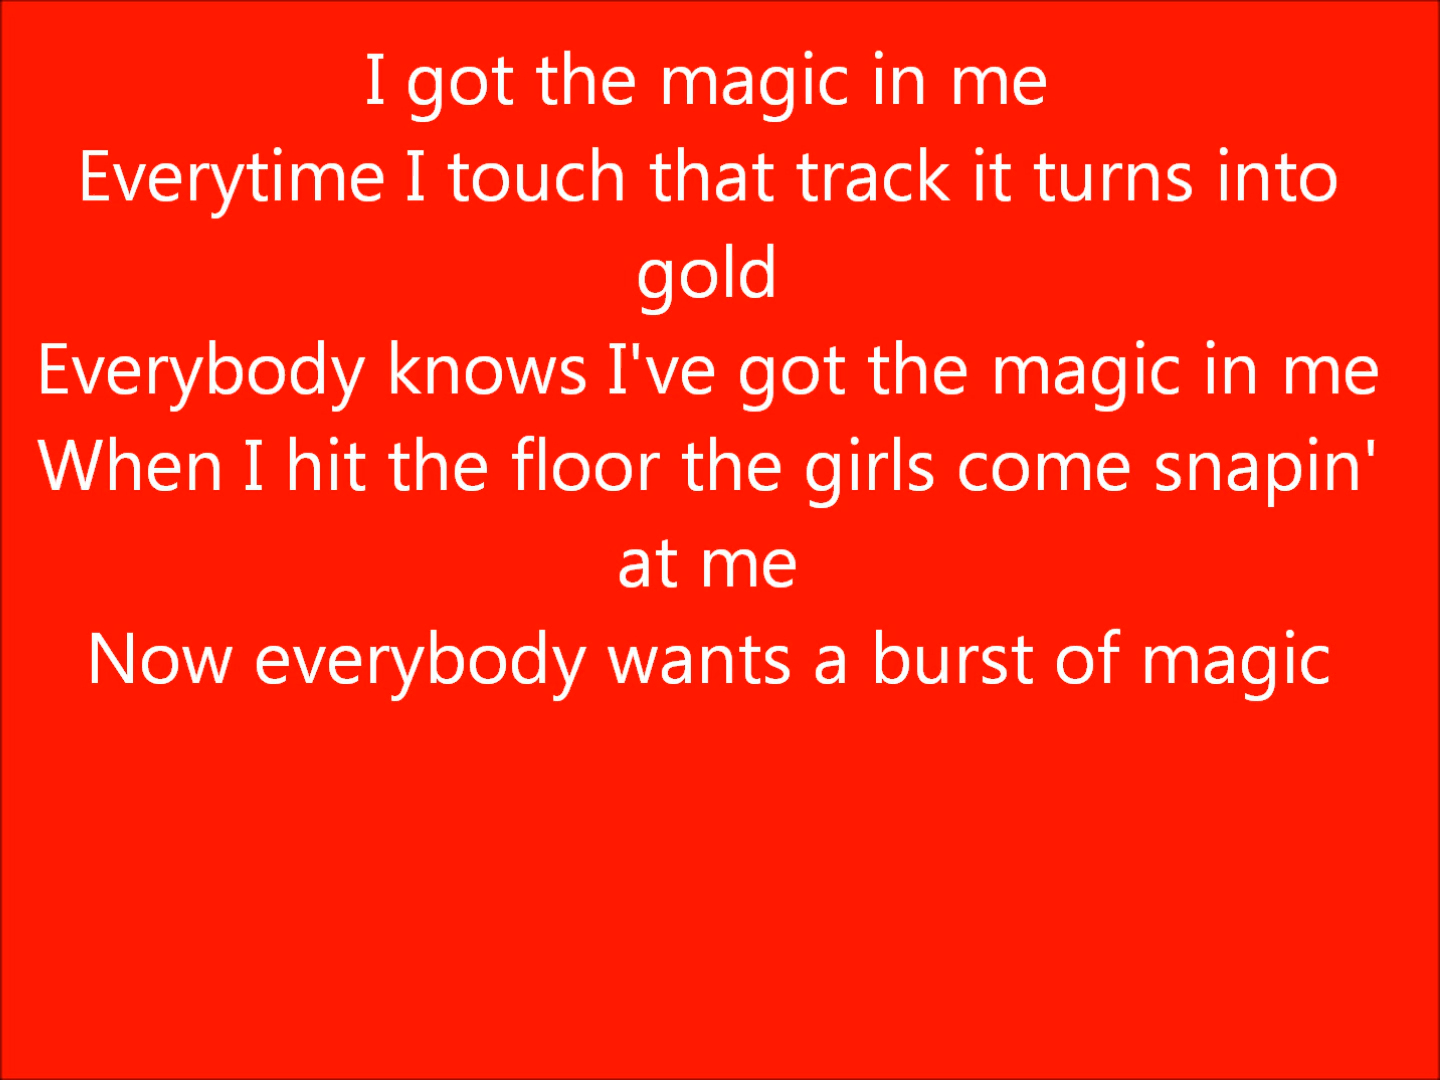 I got the magic in me
Everytime I touch that track it turns into
gold
Everybody knows I've got the magic in me
When I hit the floor the girls come snapin'
at me
Now everybody wants a burst of magic